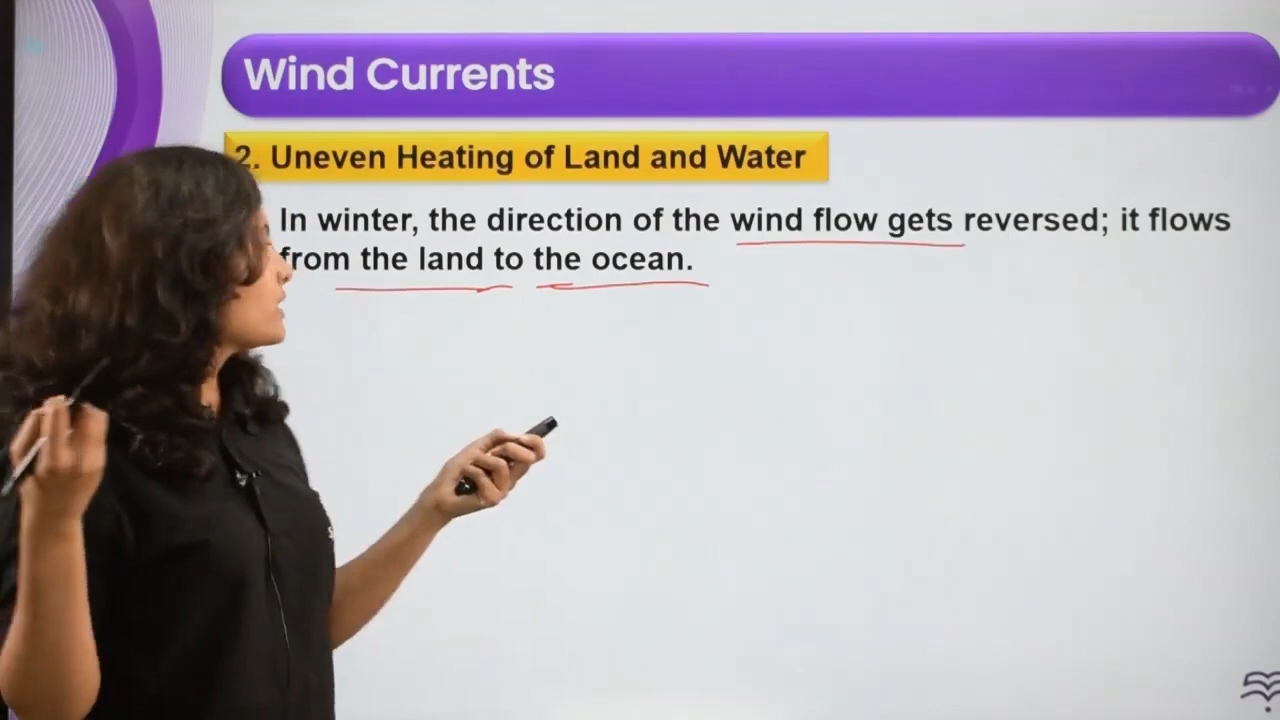 Wind Currents
2. Uneven Heating of Land and Water
In winter, the direction of the wind flow gets reversed; it flows
from the land to the ocean.